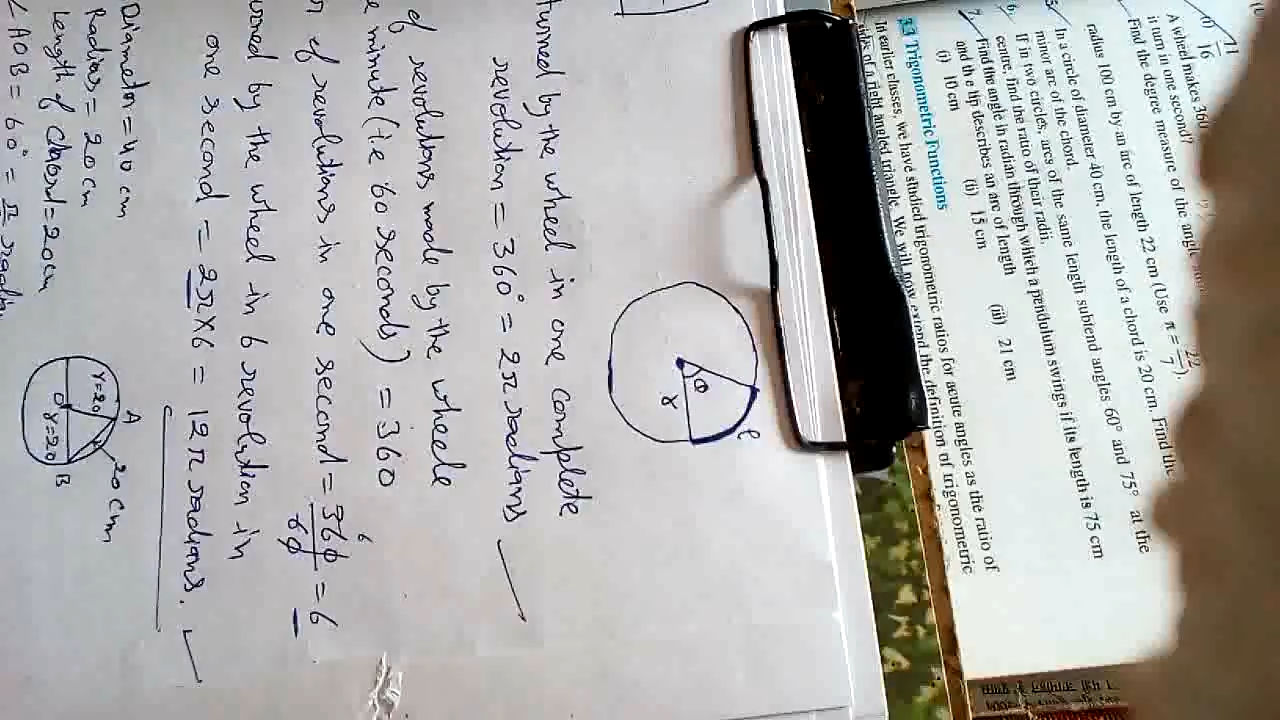 11
16
A wheel makes 360
it turn in one second?
Find the degree measure of the angle
radius 100 cm by an arc of length 22 cm (Use π = 22/7).
In a circle of diameter 40 cm, the length of a chord is 20 cm. Find the
minor arc of the chord.
6. If in two circles, arcs of the same length subtend angles 60° and 75° at the
centre, find the ratio of their radii.
7. Find the angle in radian through which a pendulum swings if its length is 75 cm
and the tip describes an arc of length
(i) 10 cm (ii) 15 cm (iii) 21 cm
3.3 Trigonometric Functions
In earlier classes, we have studied trigonometric ratios for acute angles as the ratio of
sides of a right angled triangle. We will now extend the definition of trigonometric
l
θ
r
turned by the wheel in one complete
revolution = 360° = 2π radians
of revolutions made by the wheele
minute (i.e 60 seconds) = 360
of revolutions in one second = 360/60 = 6
6
by the wheel in 6 revolution in
one second = 2π × 6 = 12π radians.
Diameter = 40 cm
Radius = 20 cm
Length of chord = 20cm
∠AOB = 60° = π
A
20 cm
r=20
O r=20 B